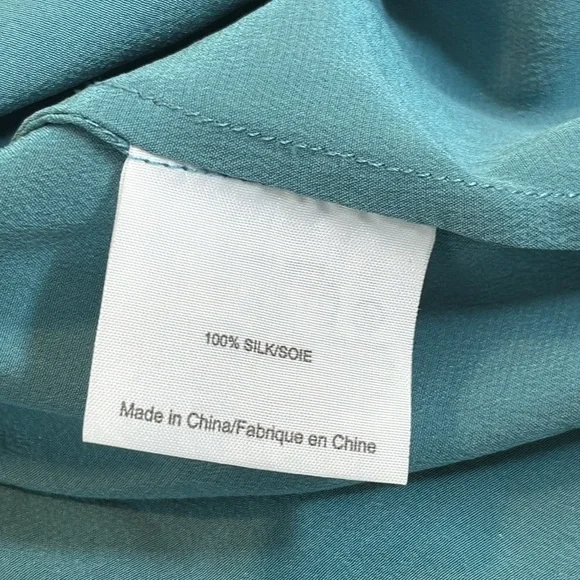 100% SILK/SOIE
Made in China/Fabrique en Chine